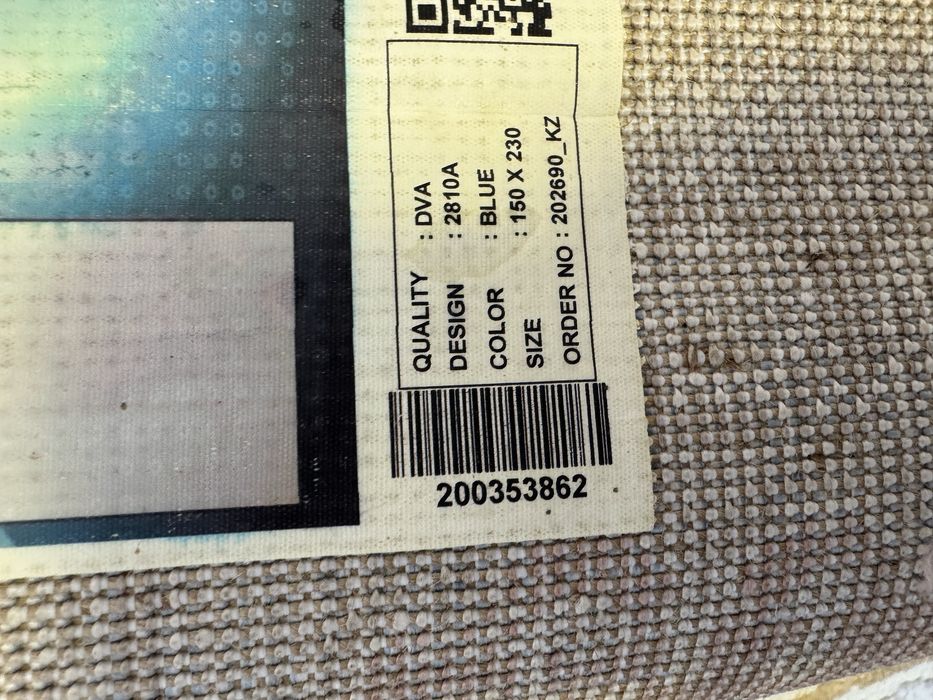 QUALITY : DVA
DESIGN : 2810A
COLOR : BLUE
SIZE : 150 X 230
ORDER NO : 202690_KZ
200353862